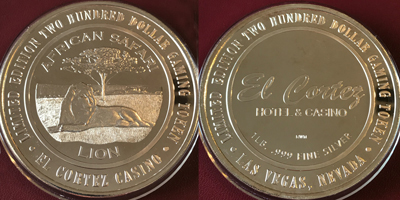 LIMITED EDITION TWO HUNDRED DOLLAR GAMING TOKEN
AFRICAN SAFARI
LION
• EL CORTEZ CASINO •
LIMITED EDITION TWO HUNDRED DOLLAR GAMING TOKEN
El Cortez
HOTEL & CASINO
1 LB. .999 FINE SILVER
• LAS VEGAS, NEVADA •